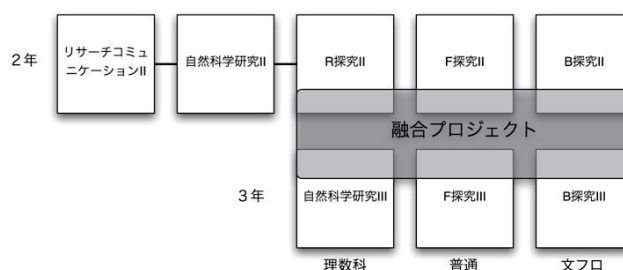 2年
リサーチコミュ
ニケーションII
自然科学研究II
R探究II
F探究II
B探究II
融合プロジェクト
3年
自然科学研究III
F探究III
B探究III
理数科
普通
文フロ